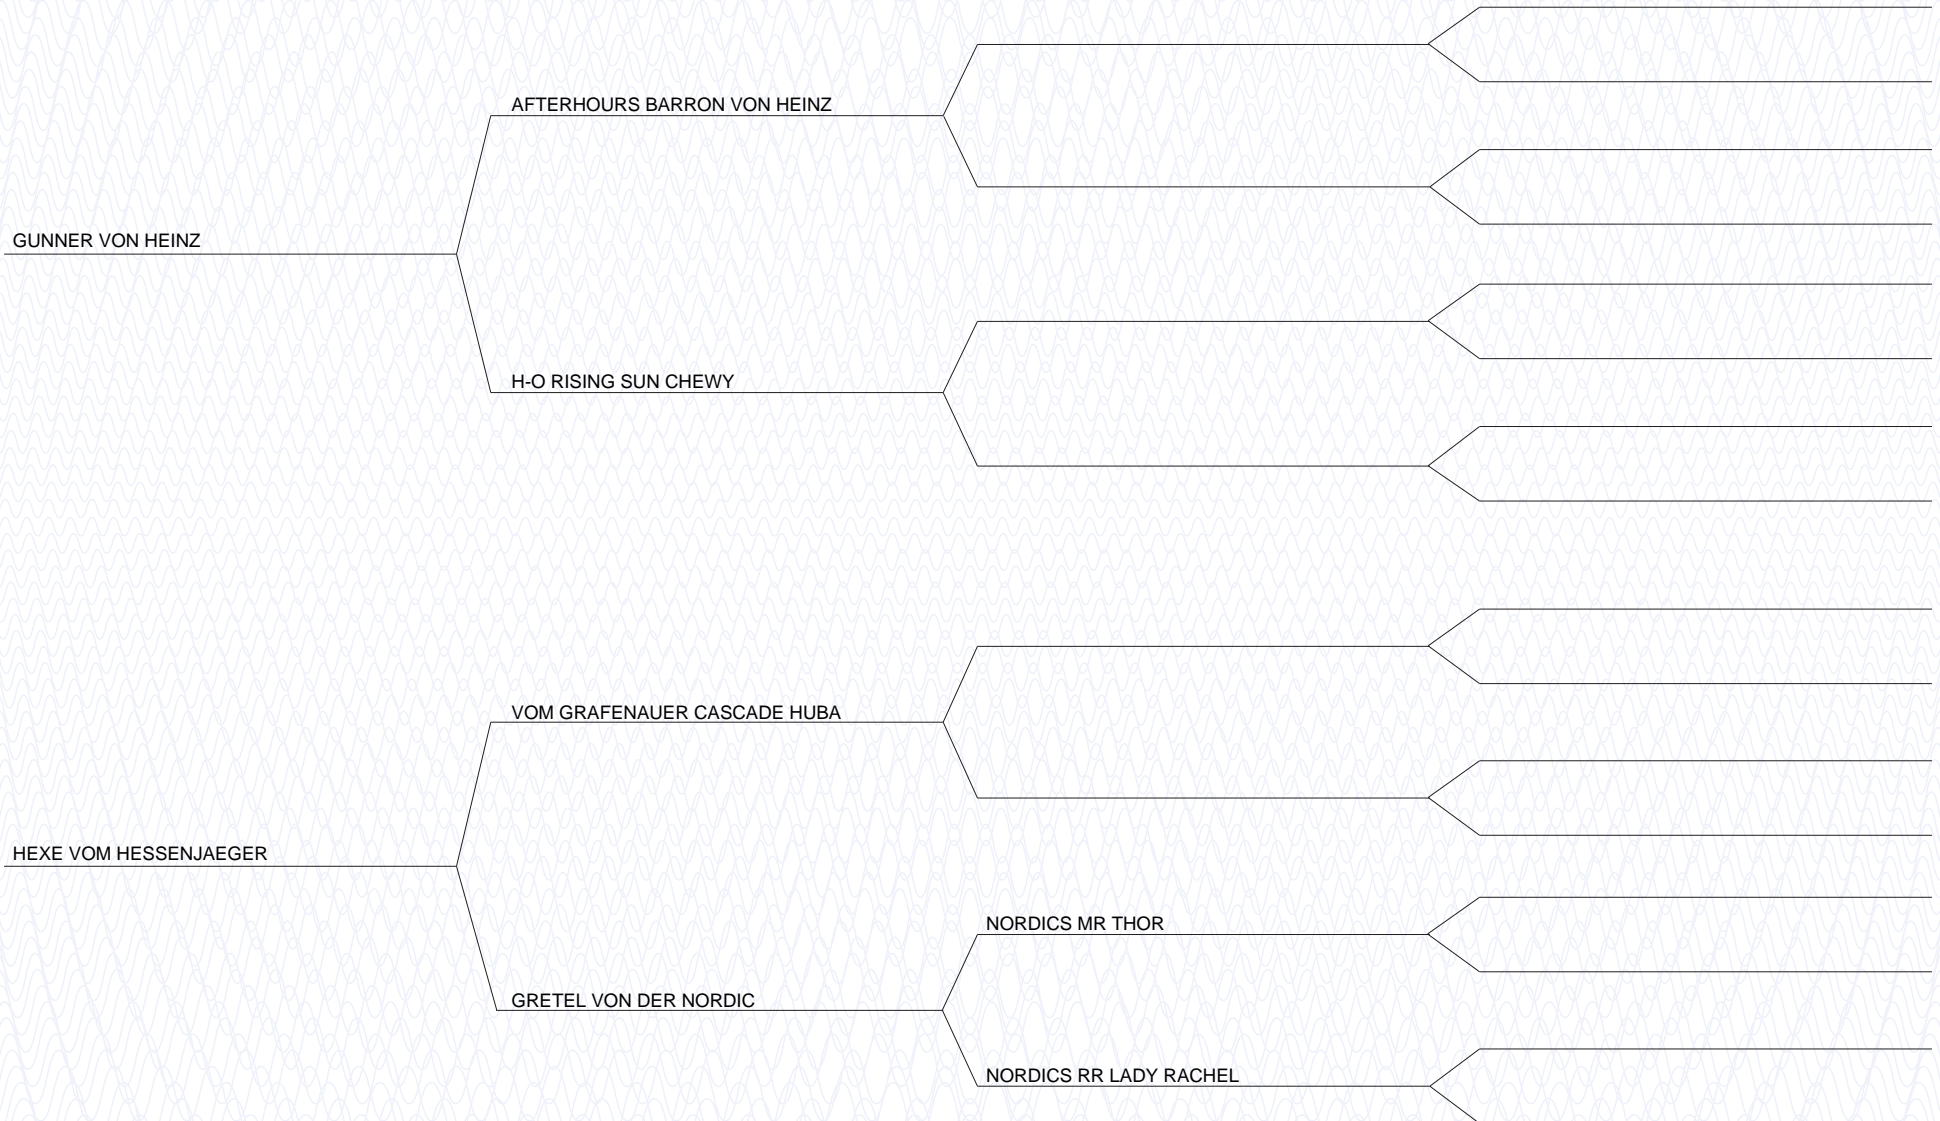 AFTERHOURS BARRON VON HEINZ
GUNNER VON HEINZ
H-O RISING SUN CHEWY
VOM GRAFENAUER CASCADE HUBA
HEXE VOM HESSENJAEGER
NORDICS MR THOR
GRETEL VON DER NORDIC
NORDICS RR LADY RACHEL